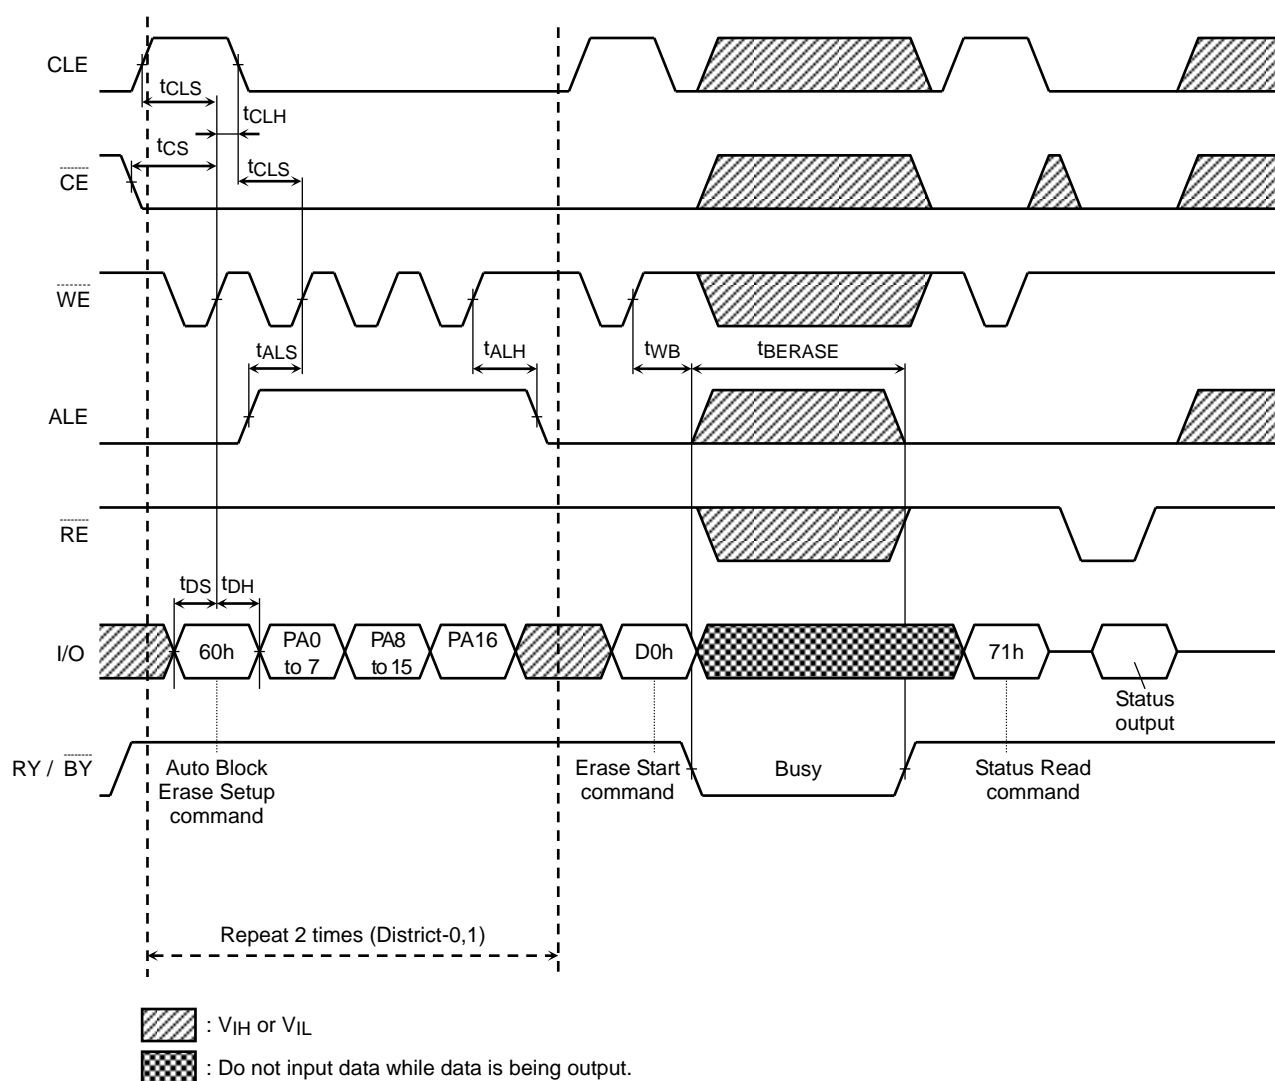 CLE
tCLS
tCLH
tCS
tCLS
CE
WE
tALS
tALH
tWB
tBERASE
ALE
RE
tDS
tDH
I/O
60h
PA0
to 7
PA8
to 15
PA16
D0h
71h
Status
output
RY / BY
Auto Block
Erase Setup
command
Erase Start
command
Busy
Status Read
command
Repeat 2 times (District-0,1)
: VIH or VIL
: Do not input data while data is being output.